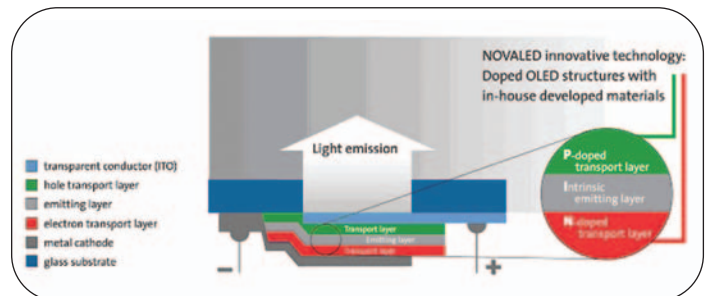 NOVALED innovative technology:
Doped OLED structures with
in-house developed materials
Light emission
transparent conductor (ITO)
hole transport layer
emitting layer
electron transport layer
metal cathode
glass substrate
P-doped
transport layer
Intrinsic
emitting layer
N-doped
transport layer
Transport layer
Emitting layer
Transport layer
–
+